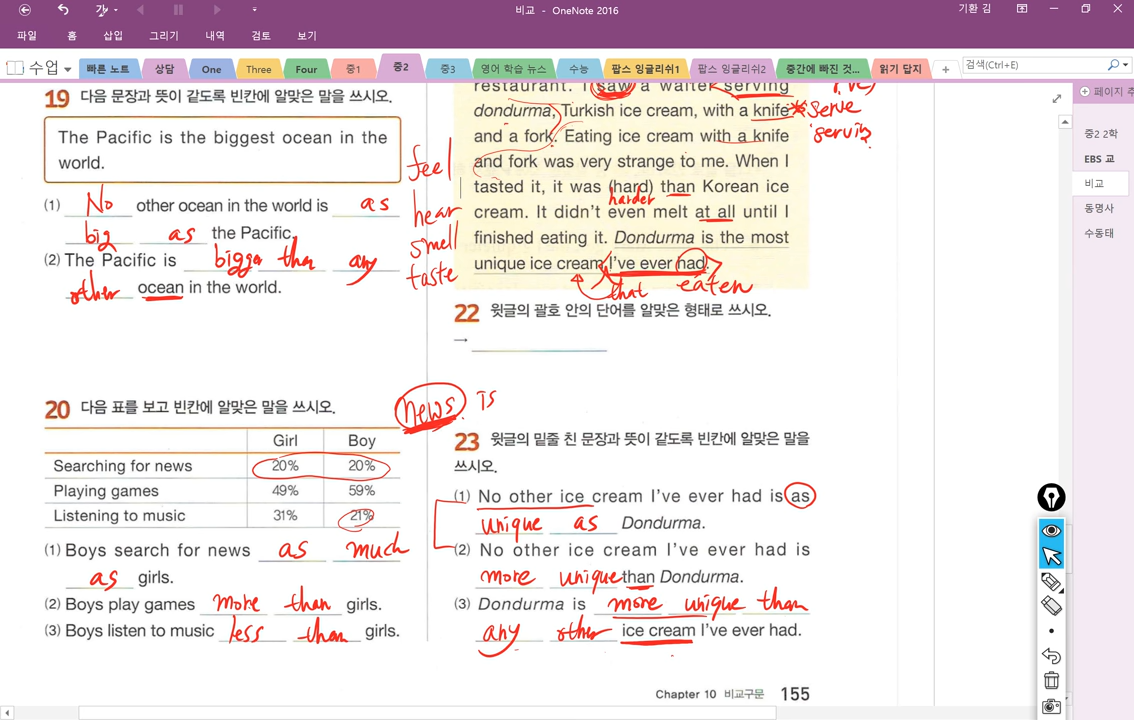 비교 - OneNote 2016
기환 김
파일 홈 삽입 그리기 내역 검토 보기
수업 빠른 노트 상담 One Three Four 중1 중2 중3 영어 학습 뉴스 수능 팝스 잉글리쉬1 팝스 잉글리쉬2 중간에 빠진 것... 읽기 답지 + 검색(Ctrl+E)
페이지 추
중2 2학
EBS 교
비교
동명사
수동태
19 다음 문장과 뜻이 같도록 빈칸에 알맞은 말을 쓰시오.
The Pacific is the biggest ocean in the
world.
(1) No other ocean in the world is as
big as the Pacific.
(2) The Pacific is bigger than any
other ocean in the world.
feel
hear
smell
taste
20 다음 표를 보고 빈칸에 알맞은 말을 쓰시오.
news is
Girl Boy
Searching for news 20% 20%
Playing games 49% 59%
Listening to music 31% 21%
(1) Boys search for news as much
as girls.
(2) Boys play games more than girls.
(3) Boys listen to music less than girls.
restaurant. I saw a waiter serving
dondurma, Turkish ice cream, with a knife
serve
and a fork. Eating ice cream with a knife
and fork was very strange to me. When I
tasted it, it was (hard) than Korean ice
harder
cream. It didn't even melt at all until I
finished eating it. Dondurma is the most
unique ice cream I've ever had.
that eaten
22 윗글의 괄호 안의 단어를 알맞은 형태로 쓰시오.
→
23 윗글의 밑줄 친 문장과 뜻이 같도록 빈칸에 알맞은 말을
쓰시오.
(1) No other ice cream I've ever had is as
unique as Dondurma.
(2) No other ice cream I've ever had is
more unique than Dondurma.
(3) Dondurma is more unique than
any other ice cream I've ever had.
Chapter 10 비교구문 155